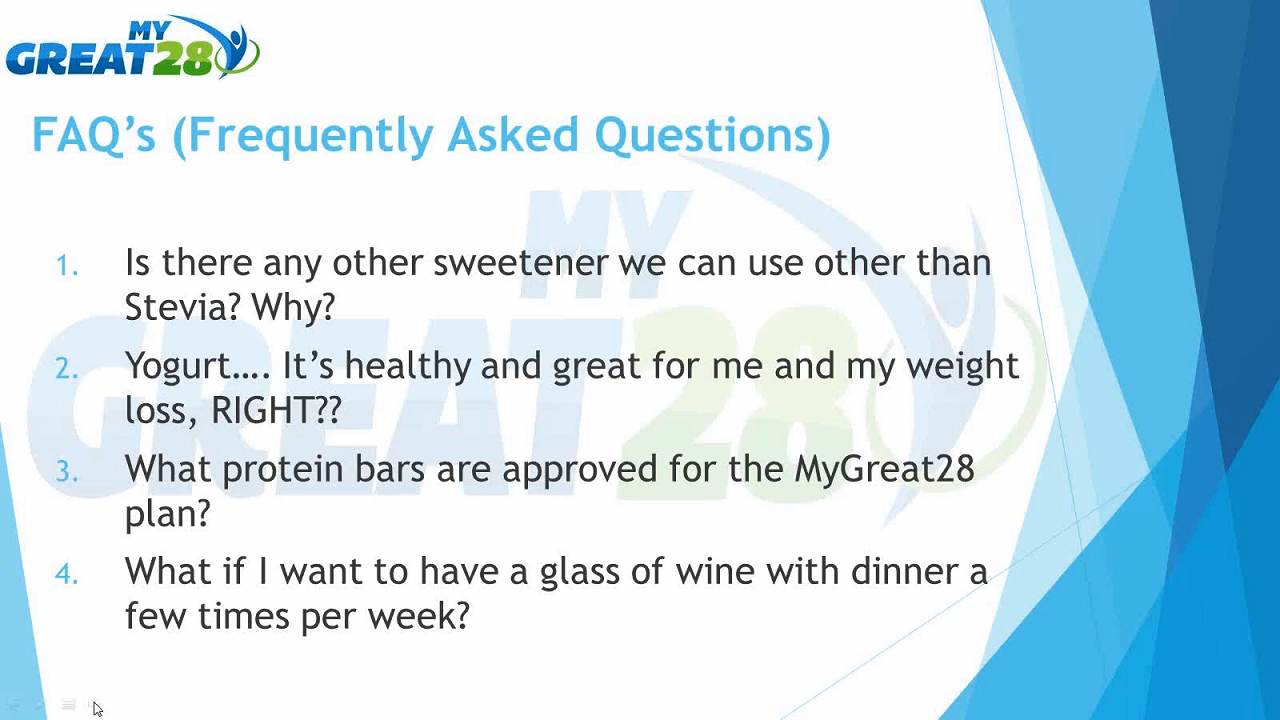 MY
GREAT28
FAQ’s (Frequently Asked Questions)
MY
GREAT28
1. Is there any other sweetener we can use other than
Stevia? Why?
2. Yogurt…. It’s healthy and great for me and my weight
loss, RIGHT??
3. What protein bars are approved for the MyGreat28
plan?
4. What if I want to have a glass of wine with dinner a
few times per week?